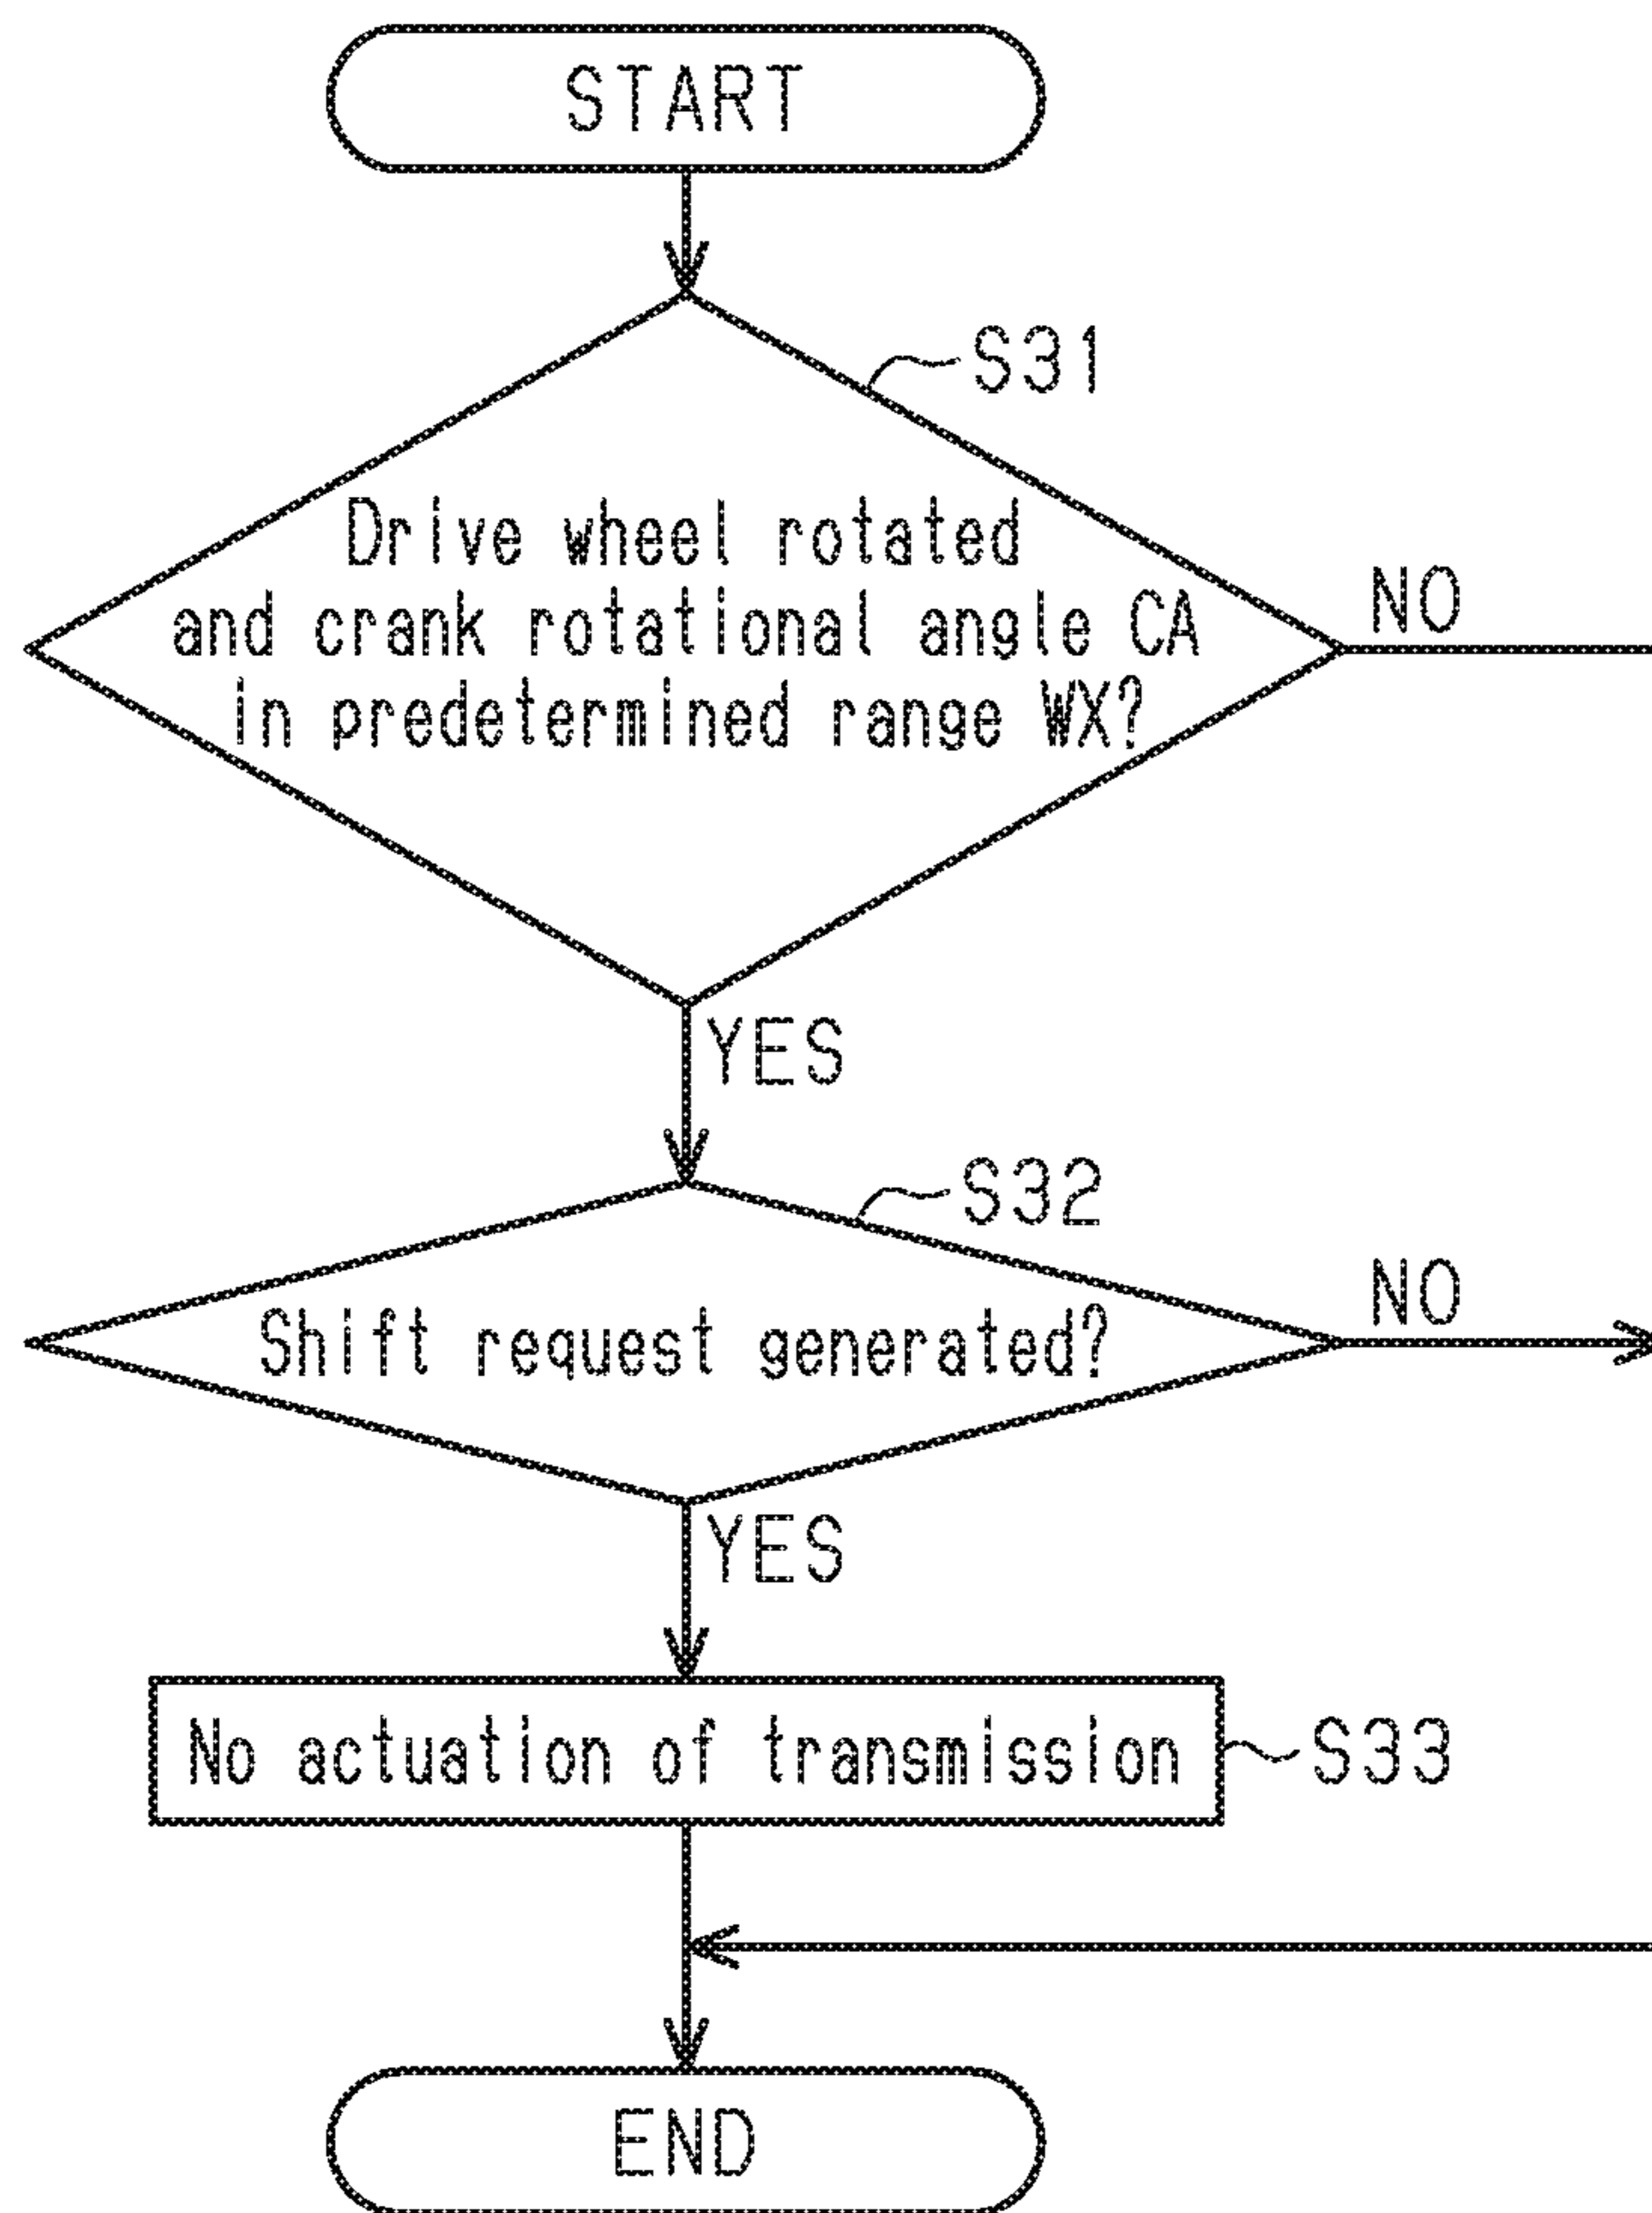 START
S31
Drive wheel rotated
and crank rotational angle CA
in predetermined range WX?
NO
YES
S32
Shift request generated?
NO
YES
No actuation of transmission
S33
END